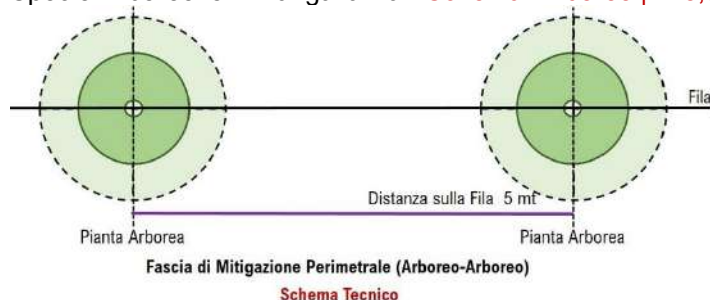 Fila
Distanza sulla Fila 5 mt
Pianta Arborea Pianta Arborea
Fascia di Mitigazione Perimetrale (Arboreo-Arboreo)
Schema Tecnico